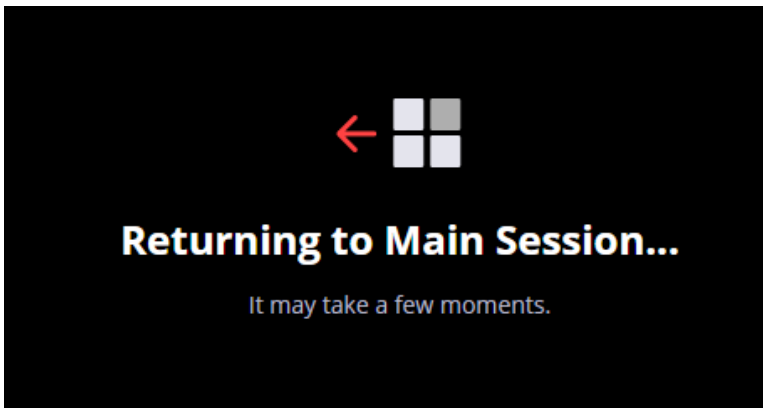 Returning to Main Session...
It may take a few moments.